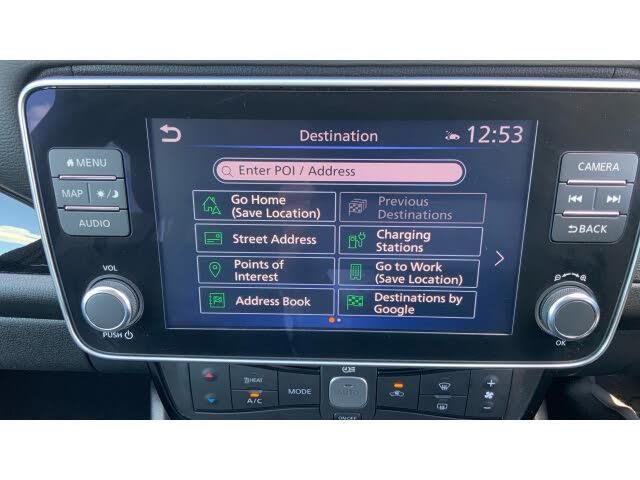 Destination
12:53
Enter POI / Address
Go Home
(Save Location)
Previous
Destinations
Street Address
Charging
Stations
Points of
Interest
Go to Work
(Save Location)
Address Book
Destinations by
Google
MENU
MAP
AUDIO
VOL
PUSH
CAMERA
BACK
OK
HEAT
A/C
MODE
AUTO
ON·OFF